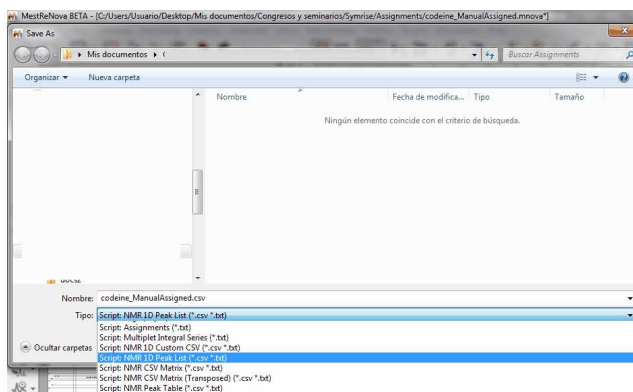 MestReNova BETA - [C:/Users/Usuario/Desktop/Mis documentos/Congresos y seminarios/Symrise/Assignments/codeine_ManualAssigned.mnova*]
Save As
Mis documentos
Buscar Assignments
Organizar
Nueva carpeta
Nombre
Fecha de modifica...
Tipo
Tamaño
Ningún elemento coincide con el criterio de búsqueda.
Nombre: codeine_ManualAssigned.csv
Tipo: Script: NMR 1D Peak List (*.csv *.txt)
Script: Assignments (*.txt)
Script: Multiplet Integral Series (*.txt)
Script: NMR 1D Custom CSV (*.csv *.txt)
Ocultar carpetas
Script: NMR 1D Peak List (*.csv *.txt)
Script: NMR CSV Matrix (*.csv *.txt)
Script: NMR CSV Matrix (Transposed) (*.csv *.txt)
Script: NMR Peak Table (*.csv *.txt)